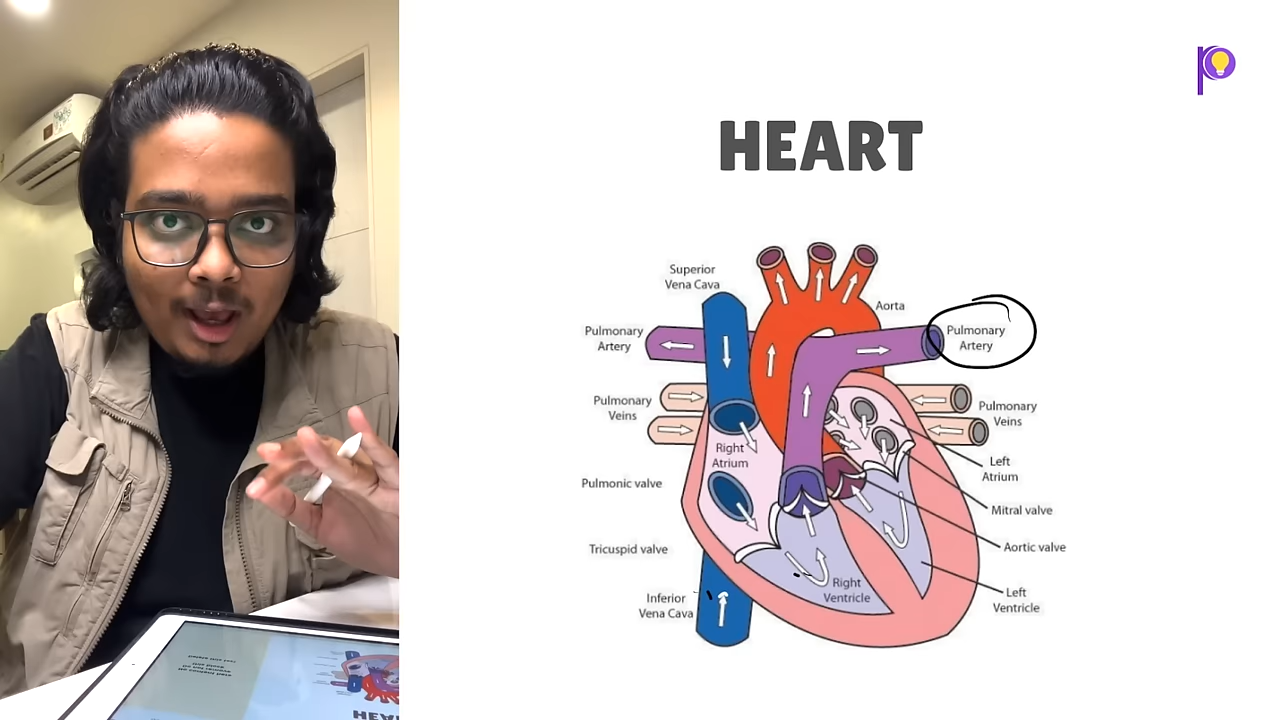 HEART
Superior
Vena Cava
Aorta
Pulmonary
Artery
Pulmonary
Artery
Pulmonary
Veins
Pulmonary
Veins
Right
Atrium
Left
Atrium
Pulmonic valve
Mitral valve
Tricuspid valve
Aortic valve
Right
Ventricle
Inferior
Vena Cava
Left
Ventricle
HEA